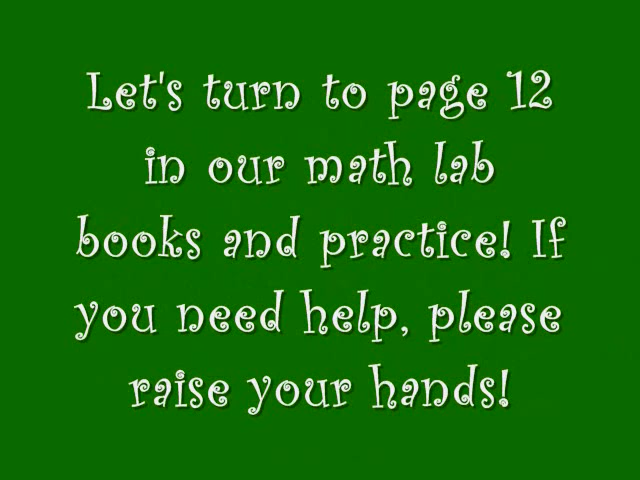 Let's turn to page 12
in our math lab
books and practice! If
you need help, please
raise your hands!